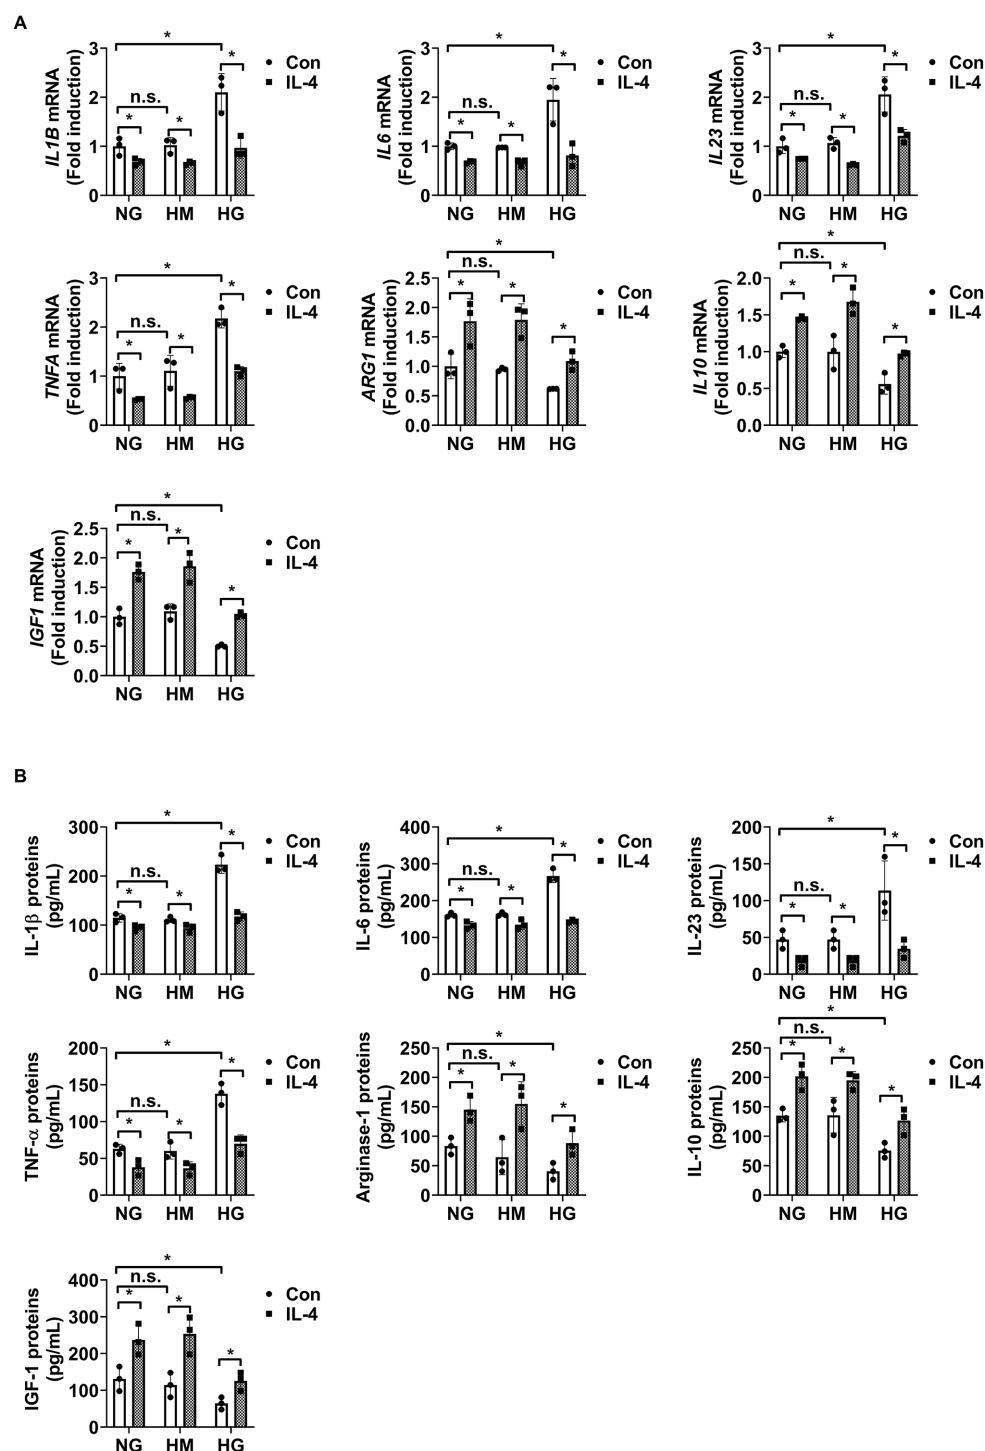 A
IL1B mRNA
(Fold induction)
3
2
1
0
*
n.s.
*
*
*
NG HM HG
Con
IL-4
IL6 mRNA
(Fold induction)
3
2
1
0
*
n.s.
*
*
*
NG HM HG
Con
IL-4
IL23 mRNA
(Fold induction)
3
2
1
0
*
n.s.
*
*
*
NG HM HG
Con
IL-4
TNFA mRNA
(Fold induction)
3
2
1
0
*
n.s.
*
*
*
NG HM HG
Con
IL-4
ARG1 mRNA
(Fold induction)
2.5
2.0
1.5
1.0
0.5
0.0
*
n.s.
*
*
*
NG HM HG
Con
IL-4
IL10 mRNA
(Fold induction)
2.0
1.5
1.0
0.5
0.0
*
n.s.
*
*
*
NG HM HG
Con
IL-4
IGF1 mRNA
(Fold induction)
2.5
2.0
1.5
1.0
0.5
0.0
*
n.s.
*
*
*
NG HM HG
Con
IL-4
B
IL-1β proteins
(pg/mL)
300
200
100
0
*
n.s.
*
*
*
NG HM HG
Con
IL-4
IL-6 proteins
(pg/mL)
400
300
200
100
0
*
n.s.
*
*
*
NG HM HG
Con
IL-4
IL-23 proteins
(pg/mL)
200
150
100
50
0
*
n.s.
*
*
*
NG HM HG
Con
IL-4
TNF-α proteins
(pg/mL)
200
150
100
50
0
*
n.s.
*
*
*
NG HM HG
Con
IL-4
Arginase-1 proteins
(pg/mL)
250
200
150
100
50
0
*
n.s.
*
*
*
NG HM HG
Con
IL-4
IL-10 proteins
(pg/mL)
250
200
150
100
50
0
*
n.s.
*
*
*
NG HM HG
Con
IL-4
IGF-1 proteins
(pg/mL)
400
300
200
100
0
*
n.s.
*
*
*
NG HM HG
Con
IL-4